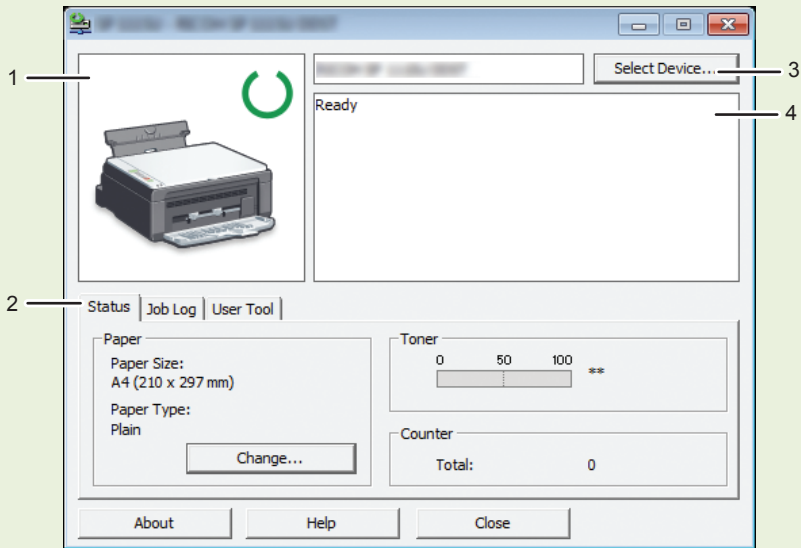 1
Select Device...
3
Ready
4
2
Status
Job Log
User Tool
Paper
Paper Size:
A4 (210 x 297 mm)
Paper Type:
Plain
Change...
Toner
0 50 100
**
Counter
Total: 0
About
Help
Close